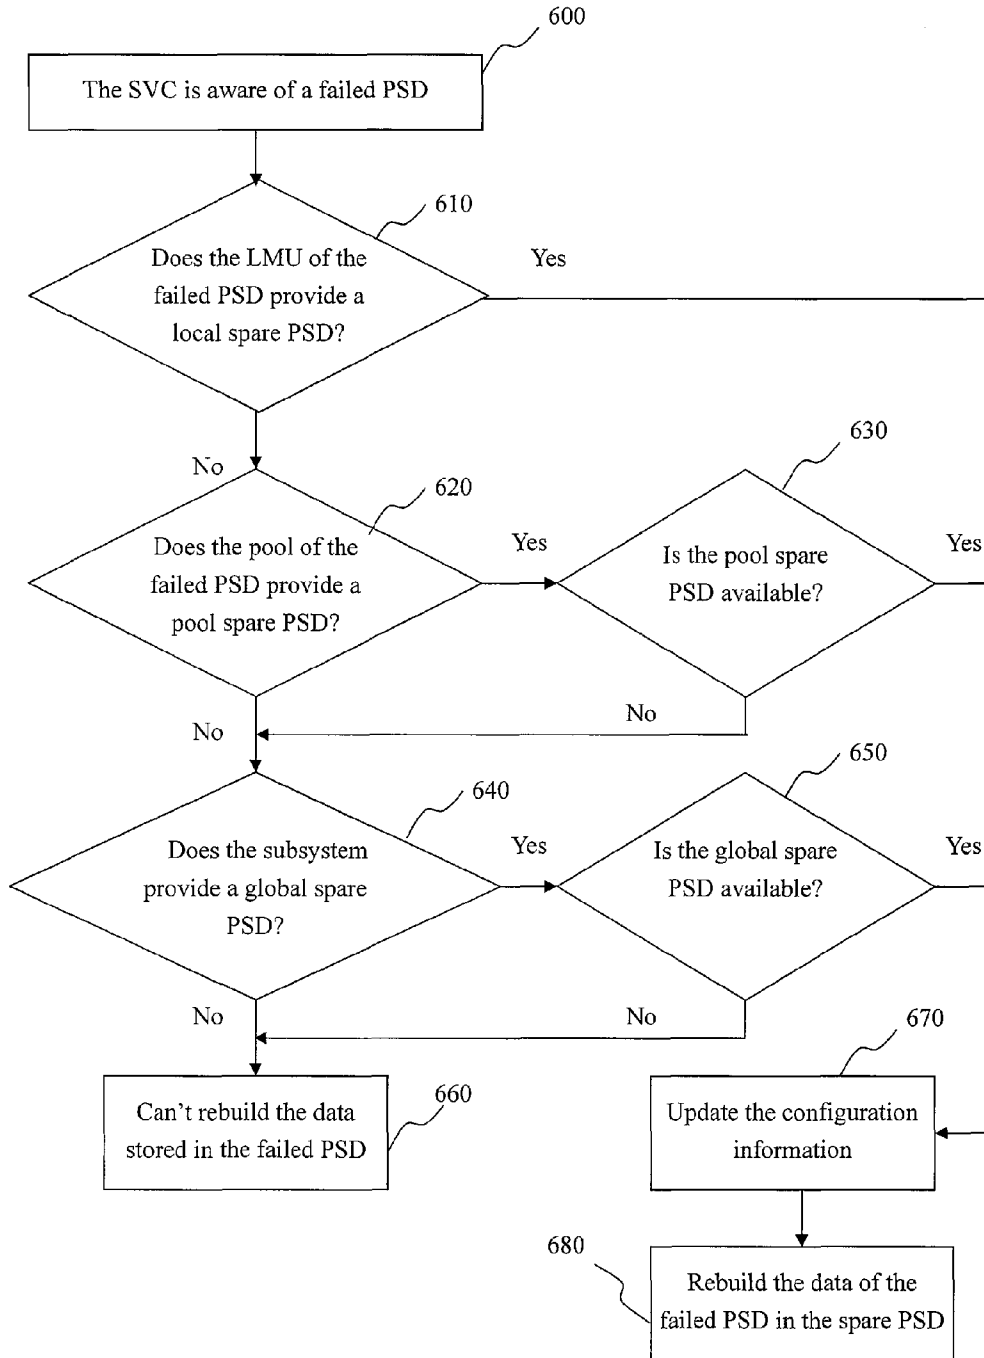 600
The SVC is aware of a failed PSD
610
Does the LMU of the
failed PSD provide a
local spare PSD?
Yes
No
620
Does the pool of the
failed PSD provide a
pool spare PSD?
Yes
630
Is the pool spare
PSD available?
Yes
No
No
640
Does the subsystem
provide a global spare
PSD?
Yes
650
Is the global spare
PSD available?
Yes
No
No
660
Can't rebuild the data
stored in the failed PSD
670
Update the configuration
information
680
Rebuild the data of the
failed PSD in the spare PSD